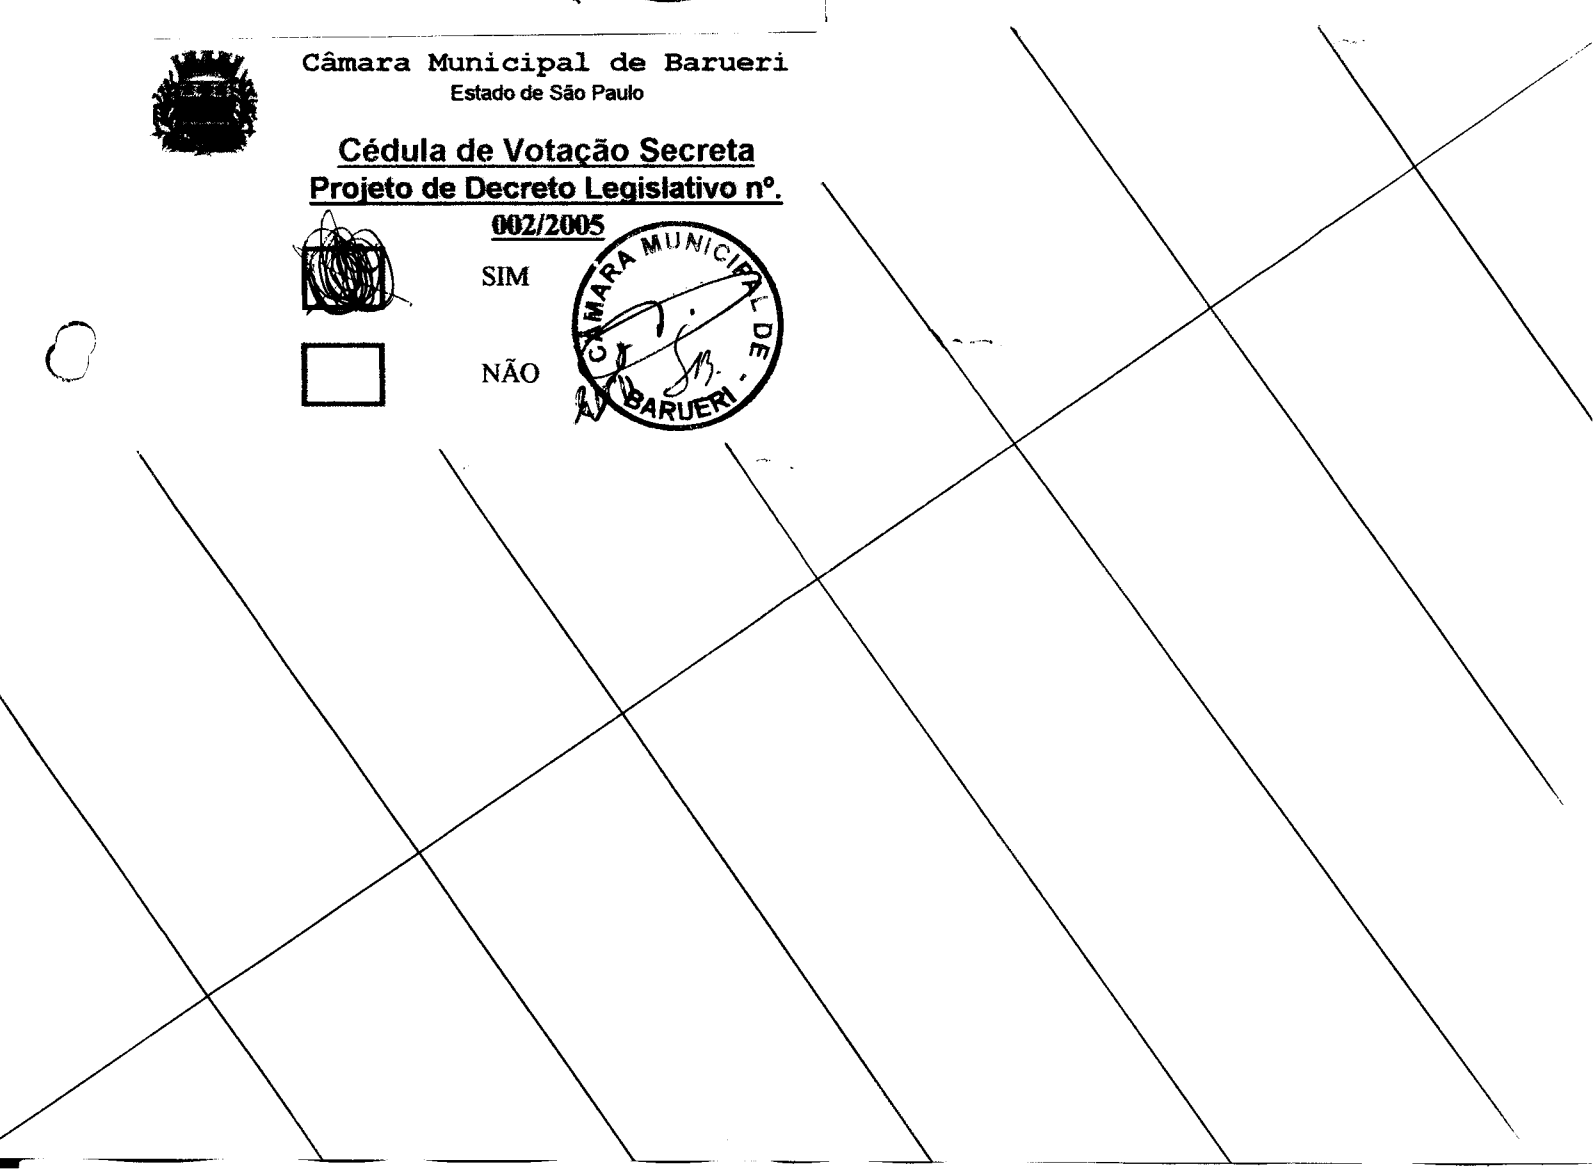 Câmara Municipal de Barueri
Estado de São Paulo
Cédula de Votação Secreta
Projeto de Decreto Legislativo nº.
002/2005
SIM
NÃO
CÂMARA MUNICIPAL DE - BARUERI